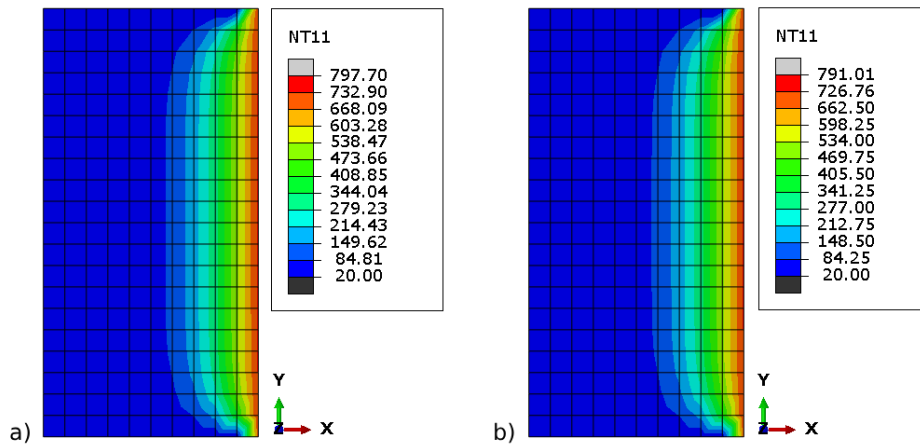 NT11
797.70
732.90
668.09
603.28
538.47
473.66
408.85
344.04
279.23
214.43
149.62
84.81
20.00
Y
Z
X
a)
NT11
791.01
726.76
662.50
598.25
534.00
469.75
405.50
341.25
277.00
212.75
148.50
84.25
20.00
Y
Z
X
b)